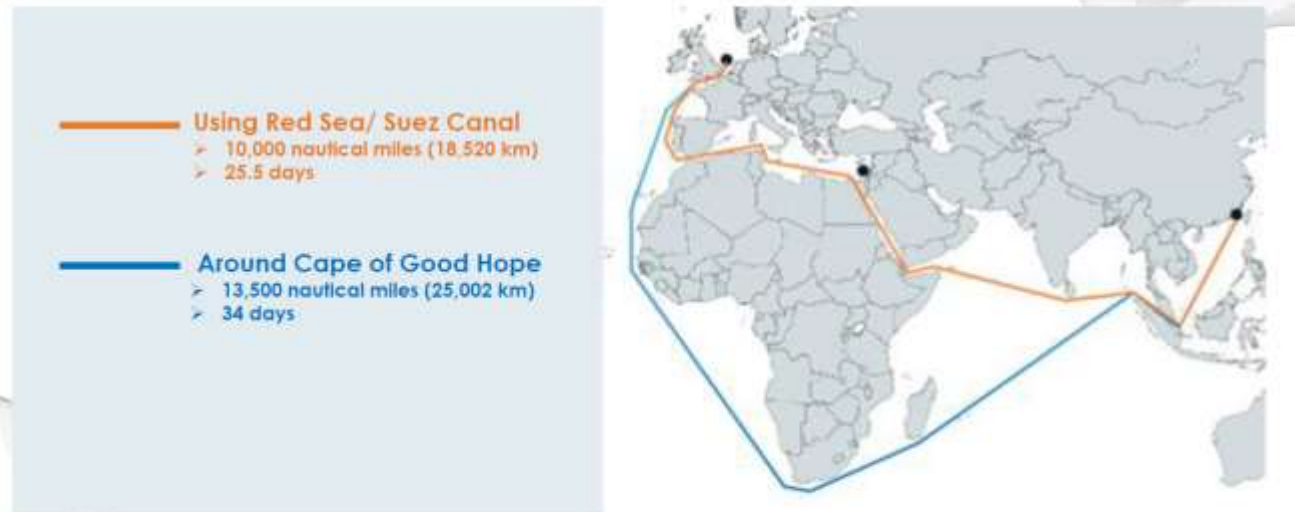 Using Red Sea/ Suez Canal
➢ 10,000 nautical miles (18,520 km)
➢ 25.5 days
Around Cape of Good Hope
➢ 13,500 nautical miles (25,002 km)
➢ 34 days